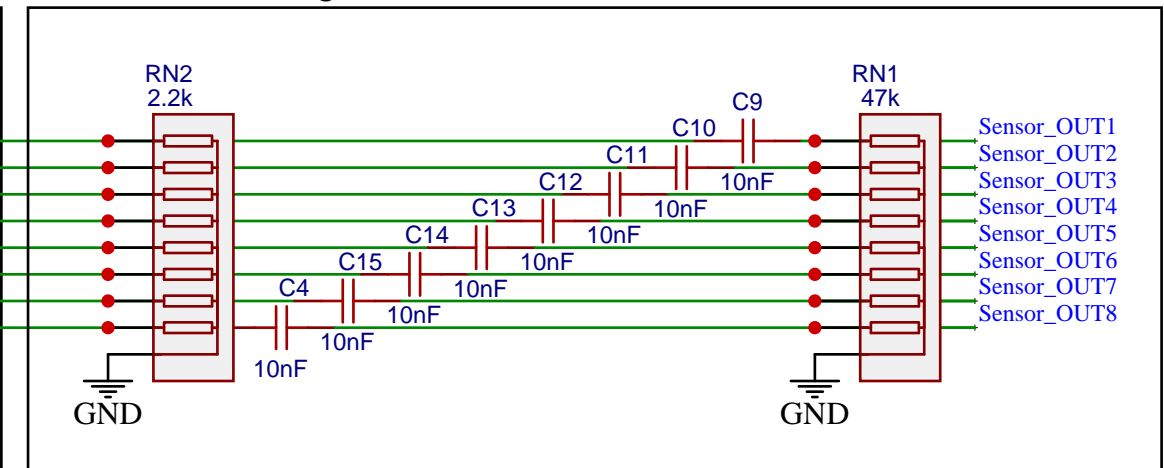 RN2
2.2k
RN1
47k
C9
C10
C11
C12
C13
C14
C15
C4
10nF
10nF
10nF
10nF
10nF
10nF
10nF
10nF
Sensor_OUT1
Sensor_OUT2
Sensor_OUT3
Sensor_OUT4
Sensor_OUT5
Sensor_OUT6
Sensor_OUT7
Sensor_OUT8
GND
GND